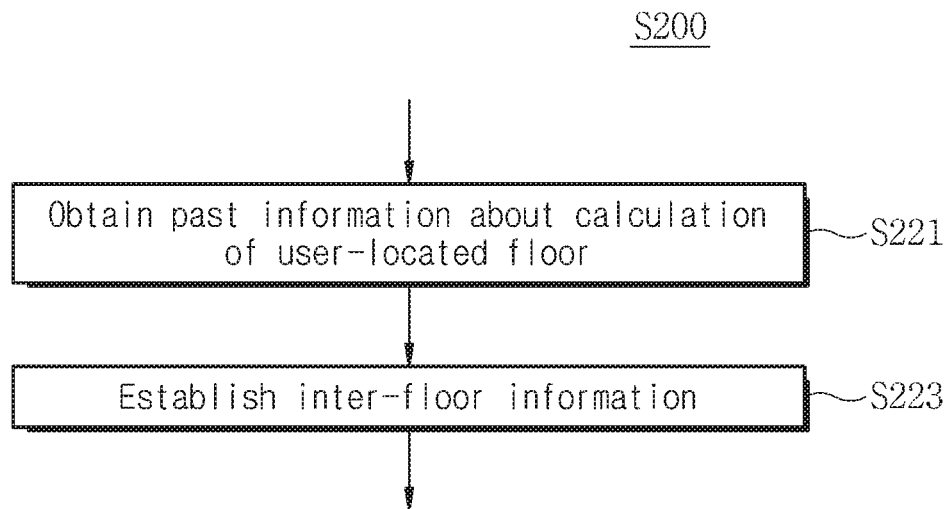 S200
Obtain past information about calculation
of user-located floor
S221
Establish inter-floor information
S223